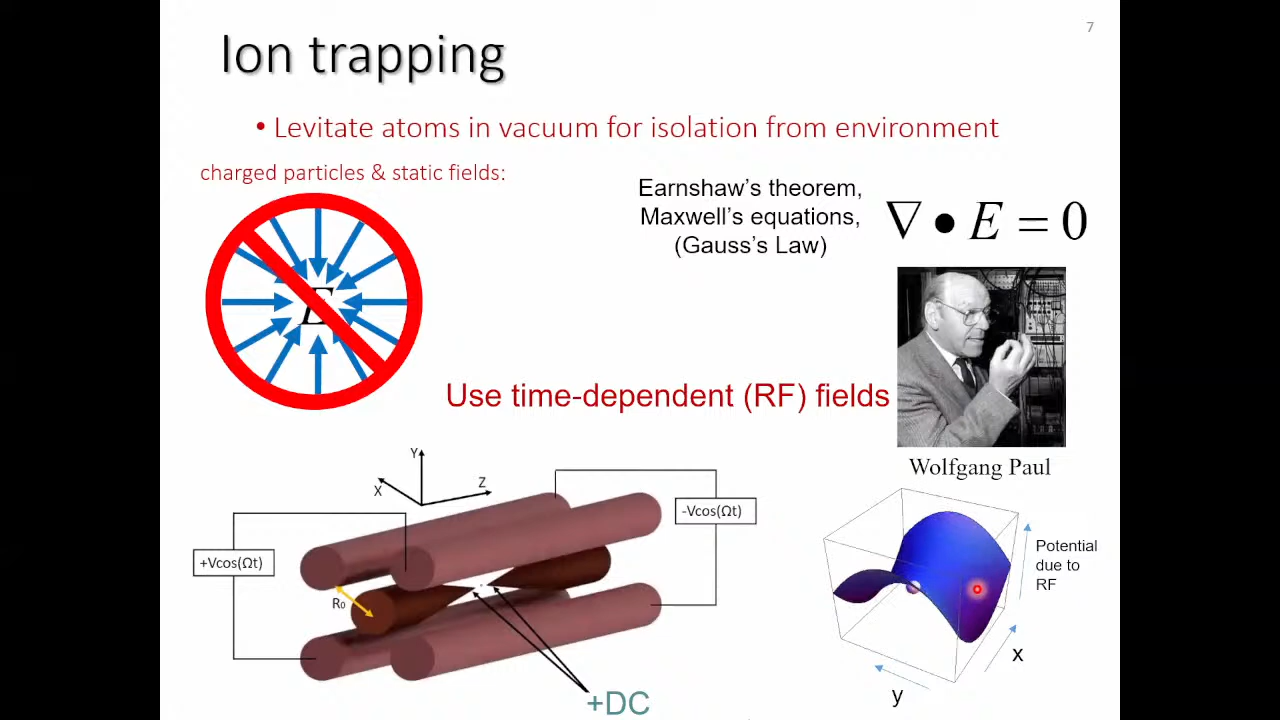 7
Ion trapping
• Levitate atoms in vacuum for isolation from environment
charged particles & static fields:
Earnshaw’s theorem,
Maxwell’s equations,
(Gauss’s Law)
∇ • E = 0
E
Use time-dependent (RF) fields
Wolfgang Paul
Y
X
Z
-Vcos(Ωt)
+Vcos(Ωt)
R₀
+DC
Potential
due to
RF
x
y